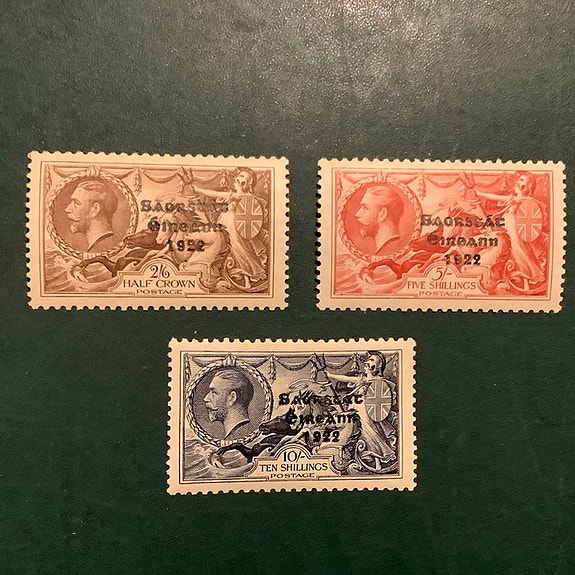 Saorstát
Éireann
1922
2/6
HALF CROWN
POSTAGE
Saorstát
Éireann
1922
5/-
FIVE SHILLINGS
POSTAGE
Saorstát
Éireann
1922
10/-
TEN SHILLINGS
POSTAGE